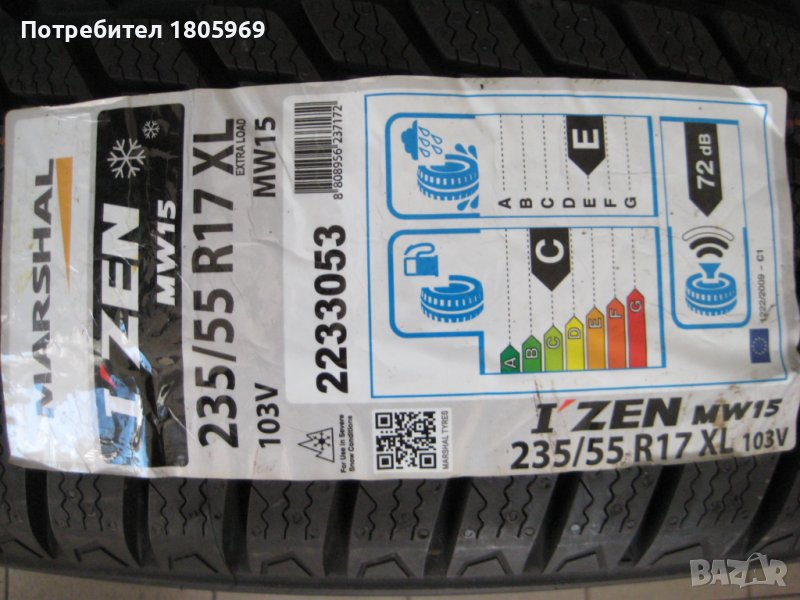 Потребител 1805969
MARSHAL
I'ZEN
MW15
235/55 R17 XL
EXTRA LOAD
103V
MW15
8 808956 237172
2233053
For Use in Severe
Snow Conditions
MARSHAL TYRES
E
A
B
C
D
E
F
G
C
A
B
C
D
E
F
G
72 dB
1222/2009 - C1
I'ZEN MW15
235/55 R17 XL 103V
BAZAR